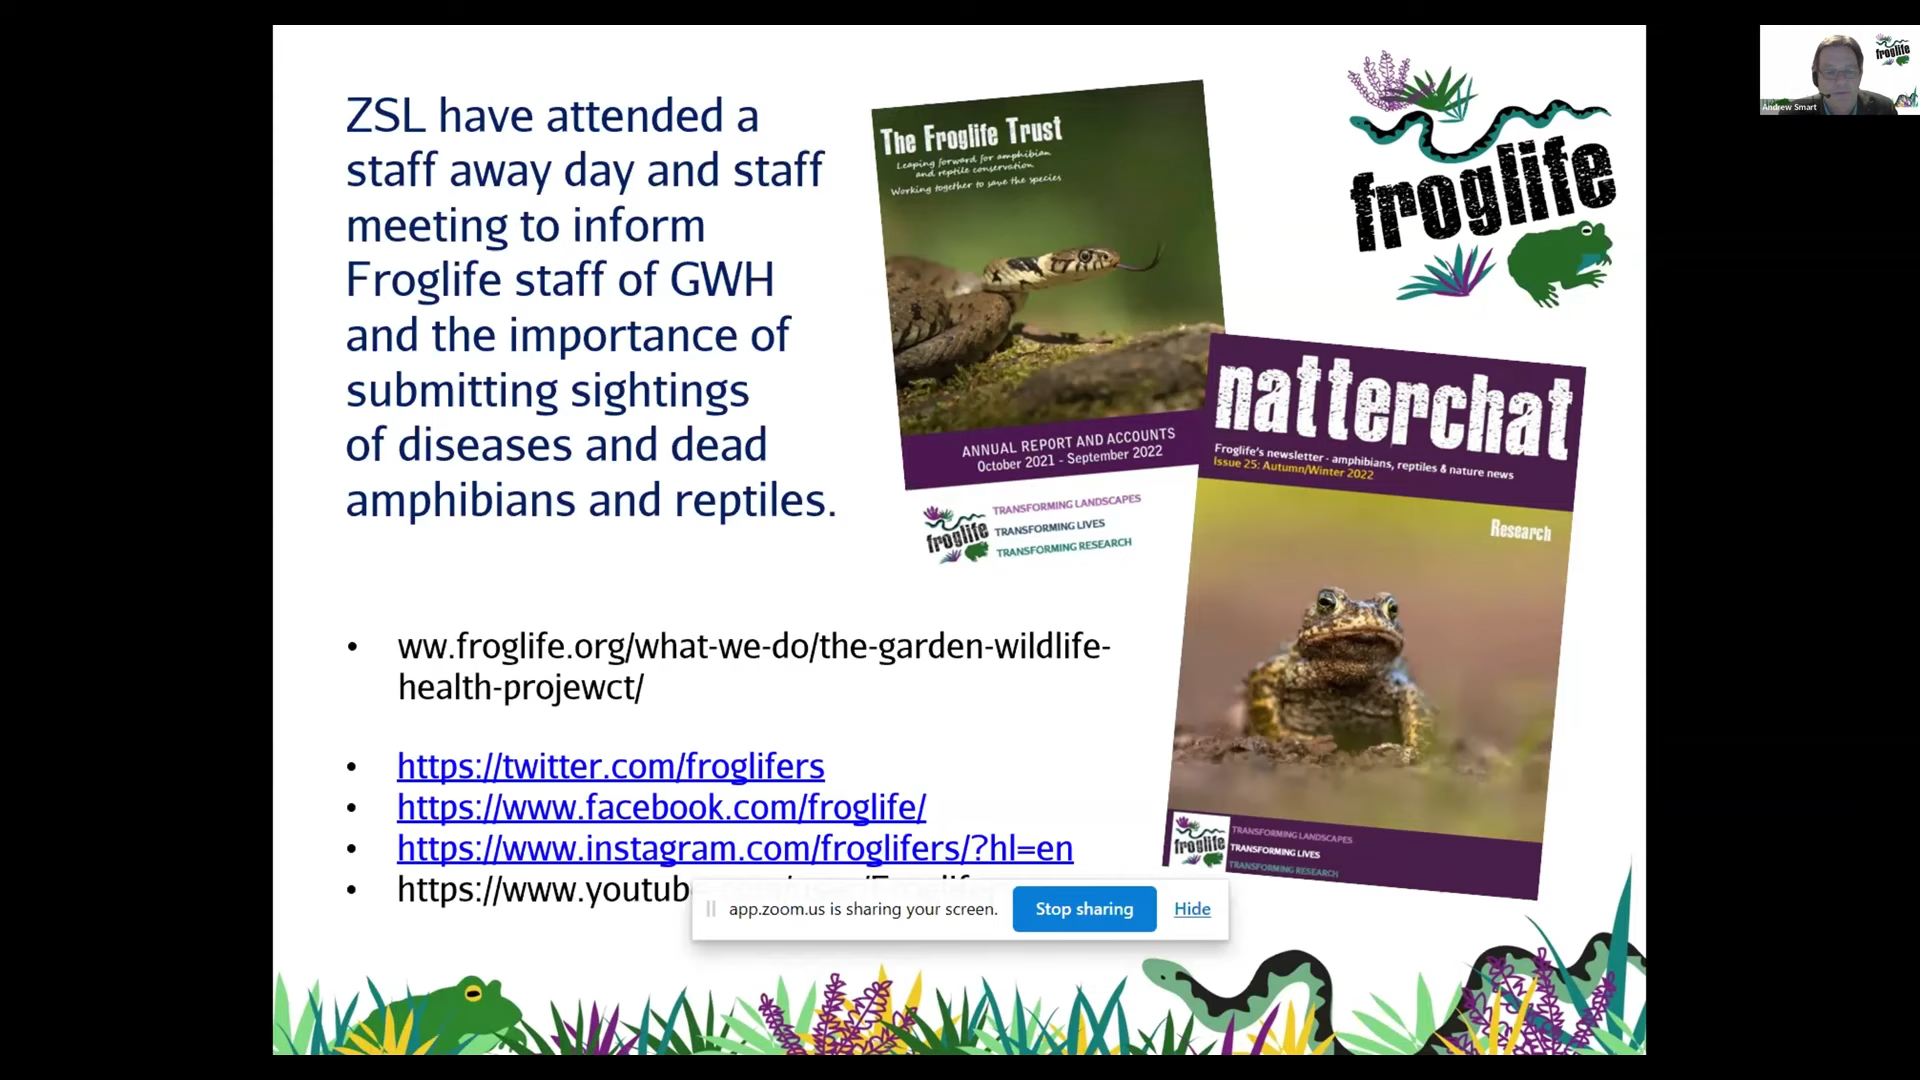 ZSL have attended a
staff away day and staff
meeting to inform
Froglife staff of GWH
and the importance of
submitting sightings
of diseases and dead
amphibians and reptiles.
The Froglife Trust
Leaping forward for amphibian
and reptile conservation
Working together to save the species
ANNUAL REPORT AND ACCOUNTS
October 2021 - September 2022
froglife
TRANSFORMING LANDSCAPES
TRANSFORMING LIVES
TRANSFORMING RESEARCH
froglife
natterchat
Froglife's newsletter - amphibians, reptiles & nature news
Issue 25: Autumn/Winter 2022
Research
froglife
TRANSFORMING LANDSCAPES
TRANSFORMING LIVES
TRANSFORMING RESEARCH
• ww.froglife.org/what-we-do/the-garden-wildlife-
health-projewct/
• https://twitter.com/froglifers
• https://www.facebook.com/froglife/
• https://www.instagram.com/froglifers/?hl=en
• https://www.youtub
app.zoom.us is sharing your screen.
Stop sharing
Hide
froglife
Andrew Smart